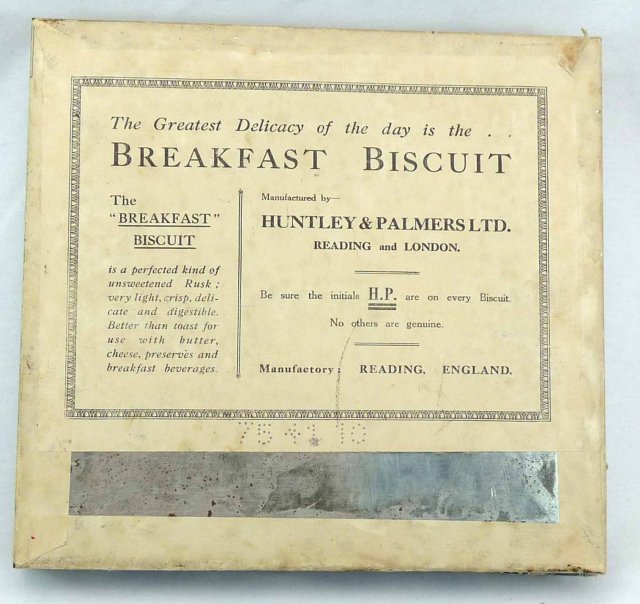 The Greatest Delicacy of the day is the . .
BREAKFAST BISCUIT
The
"BREAKFAST"
BISCUIT
is a perfected kind of
unsweetened Rusk ;
very light, crisp, deli-
cate and digestible.
Better than toast for
use with butter,
cheese, preserves and
breakfast beverages.
Manufactured by—
HUNTLEY & PALMERS LTD.
READING and LONDON.
Be sure the initials H.P. are on every Biscuit.
No others are genuine.
Manufactory: READING, ENGLAND.